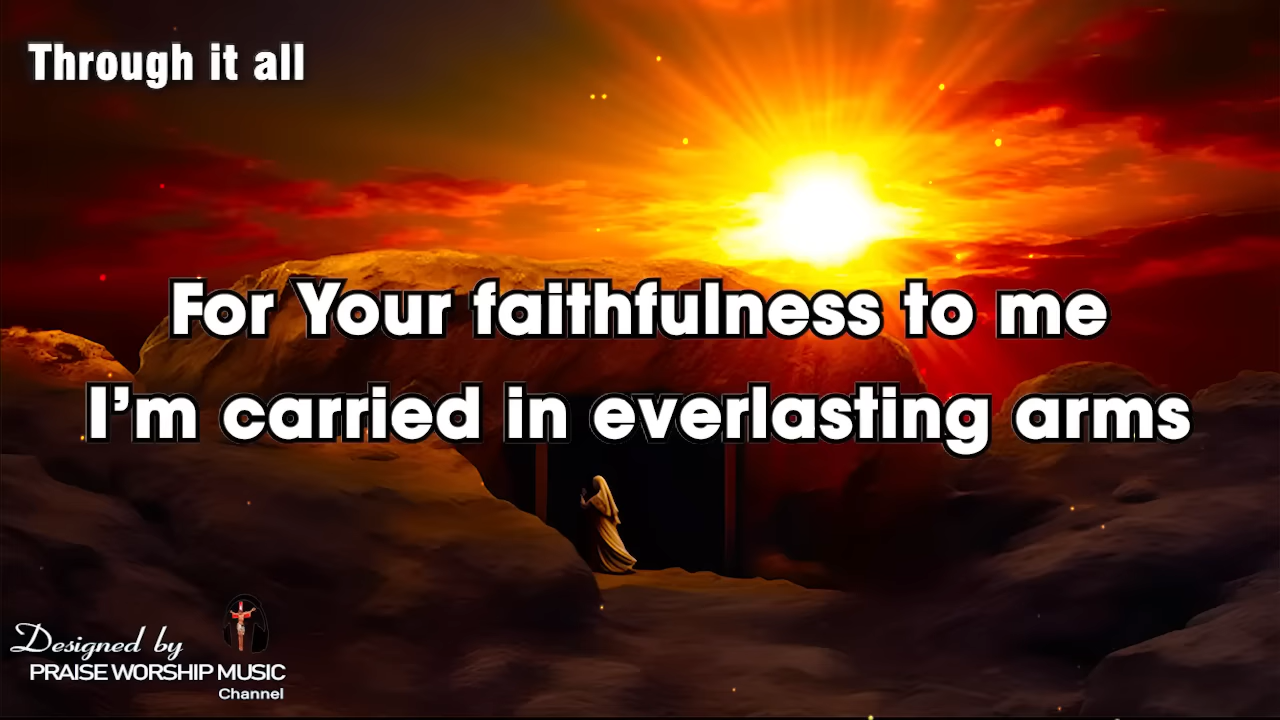 Through it all
For Your faithfulness to me
I'm carried in everlasting arms
Designed by
PRAISE WORSHIP MUSIC
Channel